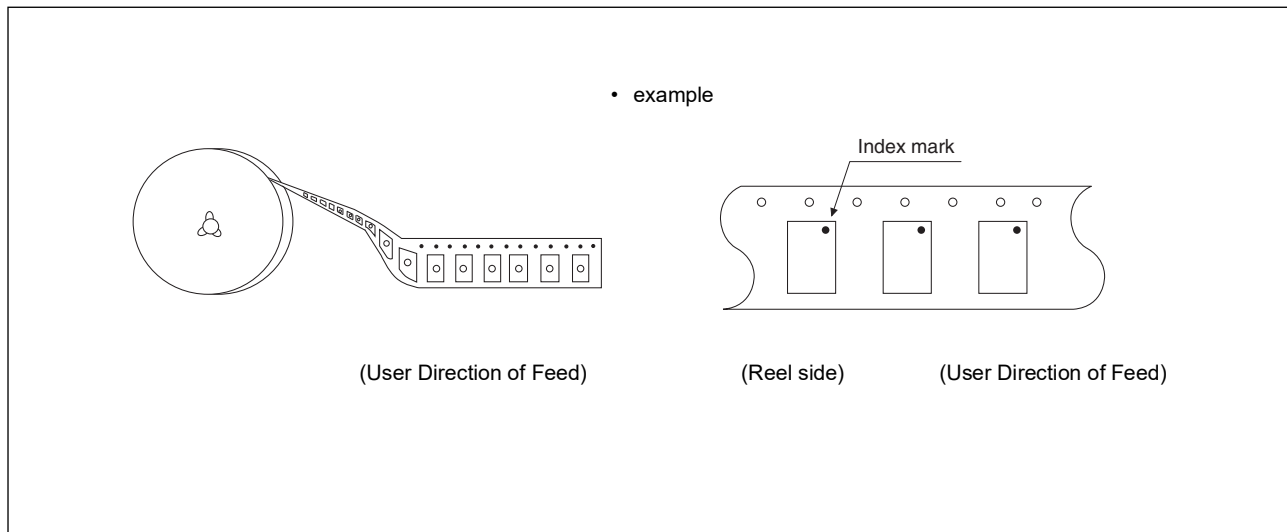 • example
Index mark
(User Direction of Feed)
(Reel side)
(User Direction of Feed)